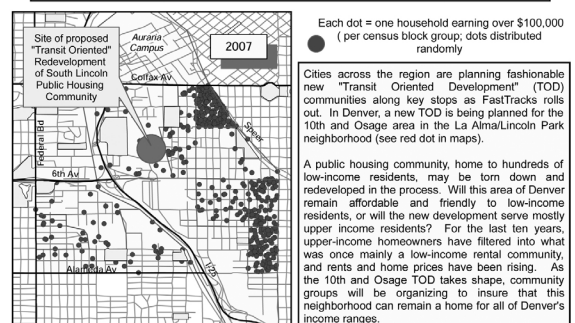 Site of proposed
"Transit Oriented"
Redevelopment
of South Lincoln
Public Housing
Community
Auraria
Campus
2007
Colfax Av
Speer
Federal Bd
6th Av
Alameda Av
I-25
Each dot = one household earning over $100,000
( per census block group; dots distributed
randomly
Cities across the region are planning fashionable
new "Transit Oriented Development" (TOD)
communities along key stops as FastTracks rolls
out. In Denver, a new TOD is being planned for the
10th and Osage area in the La Alma/Lincoln Park
neighborhood (see red dot in maps).
A public housing community, home to hundreds of
low-income residents, may be torn down and
redeveloped in the process. Will this area of Denver
remain affordable and friendly to low-income
residents, or will the new development serve mostly
upper income residents? For the last ten years,
upper-income homeowners have filtered into what
was once mainly a low-income rental community,
and rents and home prices have been rising. As
the 10th and Osage TOD takes shape, community
groups will be organizing to insure that this
neighborhood can remain a home for all of Denver's
income ranges.